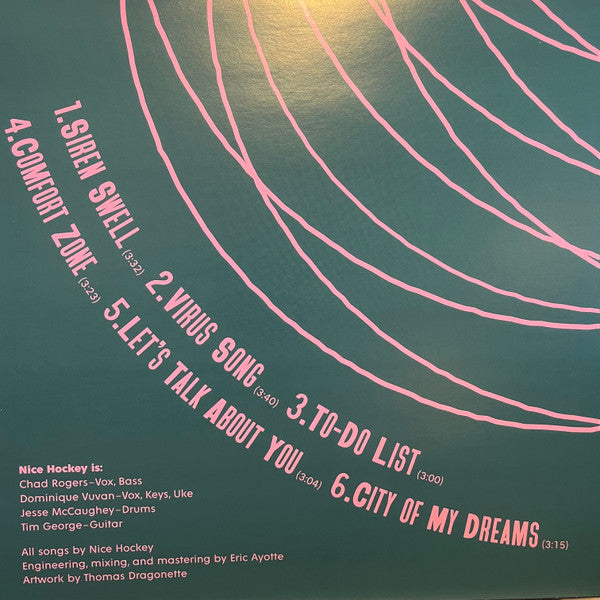 1. Siren Swell (3:32)
2. Virus Song (3:40)
3. To-Do List (3:00)
4. Comfort Zone (3:23)
5. Let's Talk About You (3:04)
6. City of My Dreams (3:15)
Nice Hockey is:
Chad Rogers–Vox, Bass
Dominique Vuvan–Vox, Keys, Uke
Jesse McCaughey–Drums
Tim George–Guitar
All songs by Nice Hockey
Engineering, mixing, and mastering by Eric Ayotte
Artwork by Thomas Dragonette